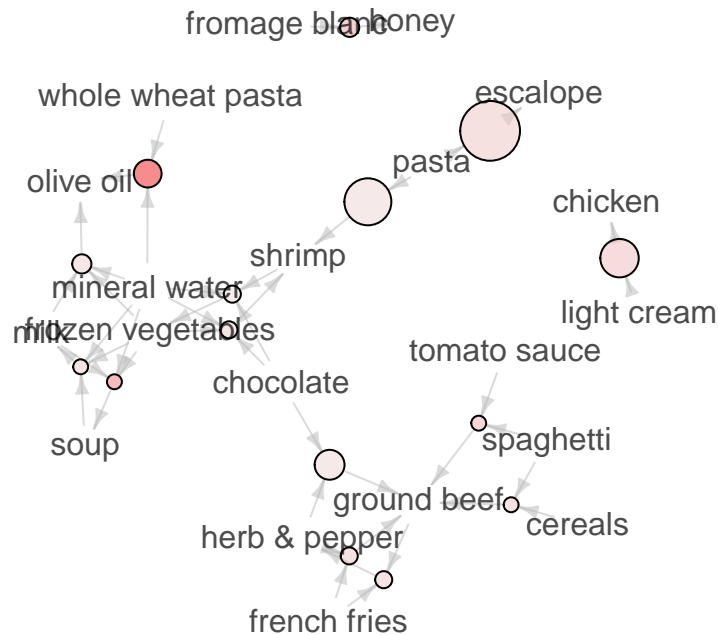 fromage blanc
honey
whole wheat pasta
escalope
pasta
olive oil
chicken
shrimp
mineral water
light cream
milk
frozen vegetables
tomato sauce
chocolate
soup
spaghetti
ground beef
cereals
herb & pepper
french fries